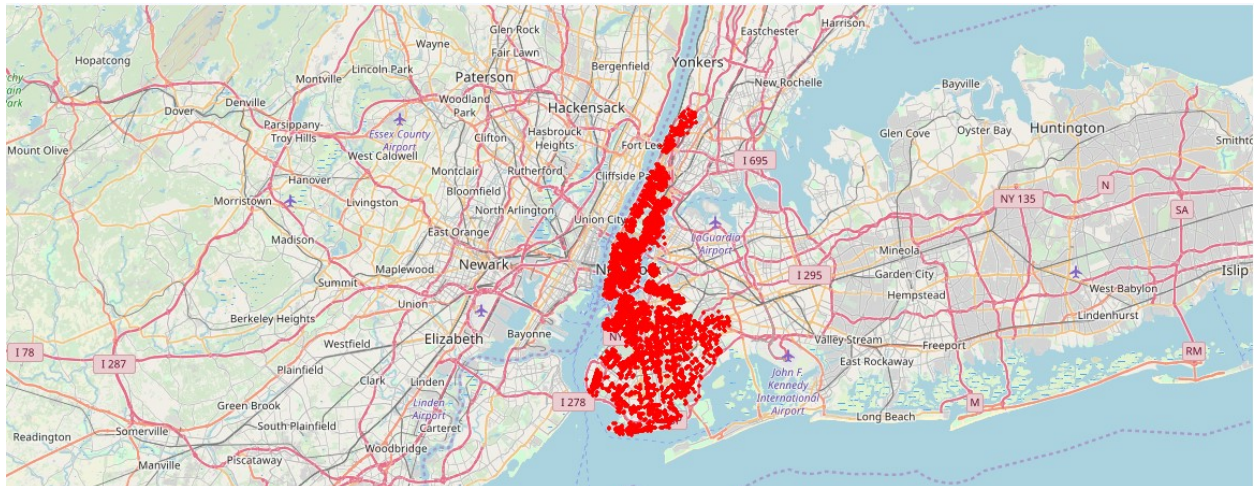 Hopatcong
Glen Rock
Eastchester
Harrison
Wayne
Fair Lawn
Montville
Lincoln Park
Bergenfield
Yonkers
Paterson
New Rochelle
Bayville
Denville
Woodland
Park
Hackensack
Dover
Parsippany-
Troy Hills
Essex County
Airport
Clifton
Hasbrouck
Heights
Oyster Bay
Huntington
Glen Cove
Mount Olive
West Caldwell
Fort Lee
Smithto
I 695
Montclair
Rutherford
Cliffside Pa
Hanover
Bloomfield
N
Morristown
Livingston
NY 135
North Arlington
Union City
SA
East Orange
LaGuardia
Airport
Madison
Mineola
Maplewood
Newark
I 295
Garden City
Islip
Summit
Hempstead
West Babylon
Union
Berkeley Heights
Lindenhurst
Bayonne
Elizabeth
NY
Westfield
Valley Stream
Freeport
I 78
I 287
RM
East Rockaway
Plainfield
Clark
Linden
John F.
Kennedy
International
Airport
Green Brook
Linden
Airport
I 278
M
Long Beach
South Plainfield
Carteret
Somerville
Readington
Woodbridge
Piscataway
Manville